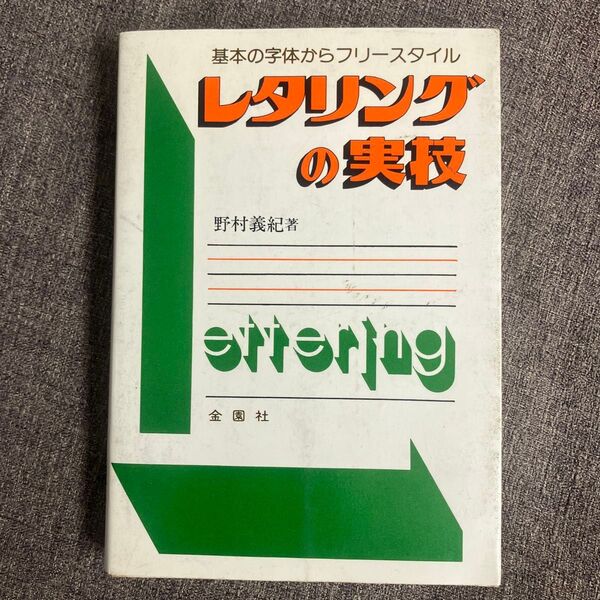 基本の字体からフリースタイル
レタリング
の実技
野村義紀著
Lettering
金園社